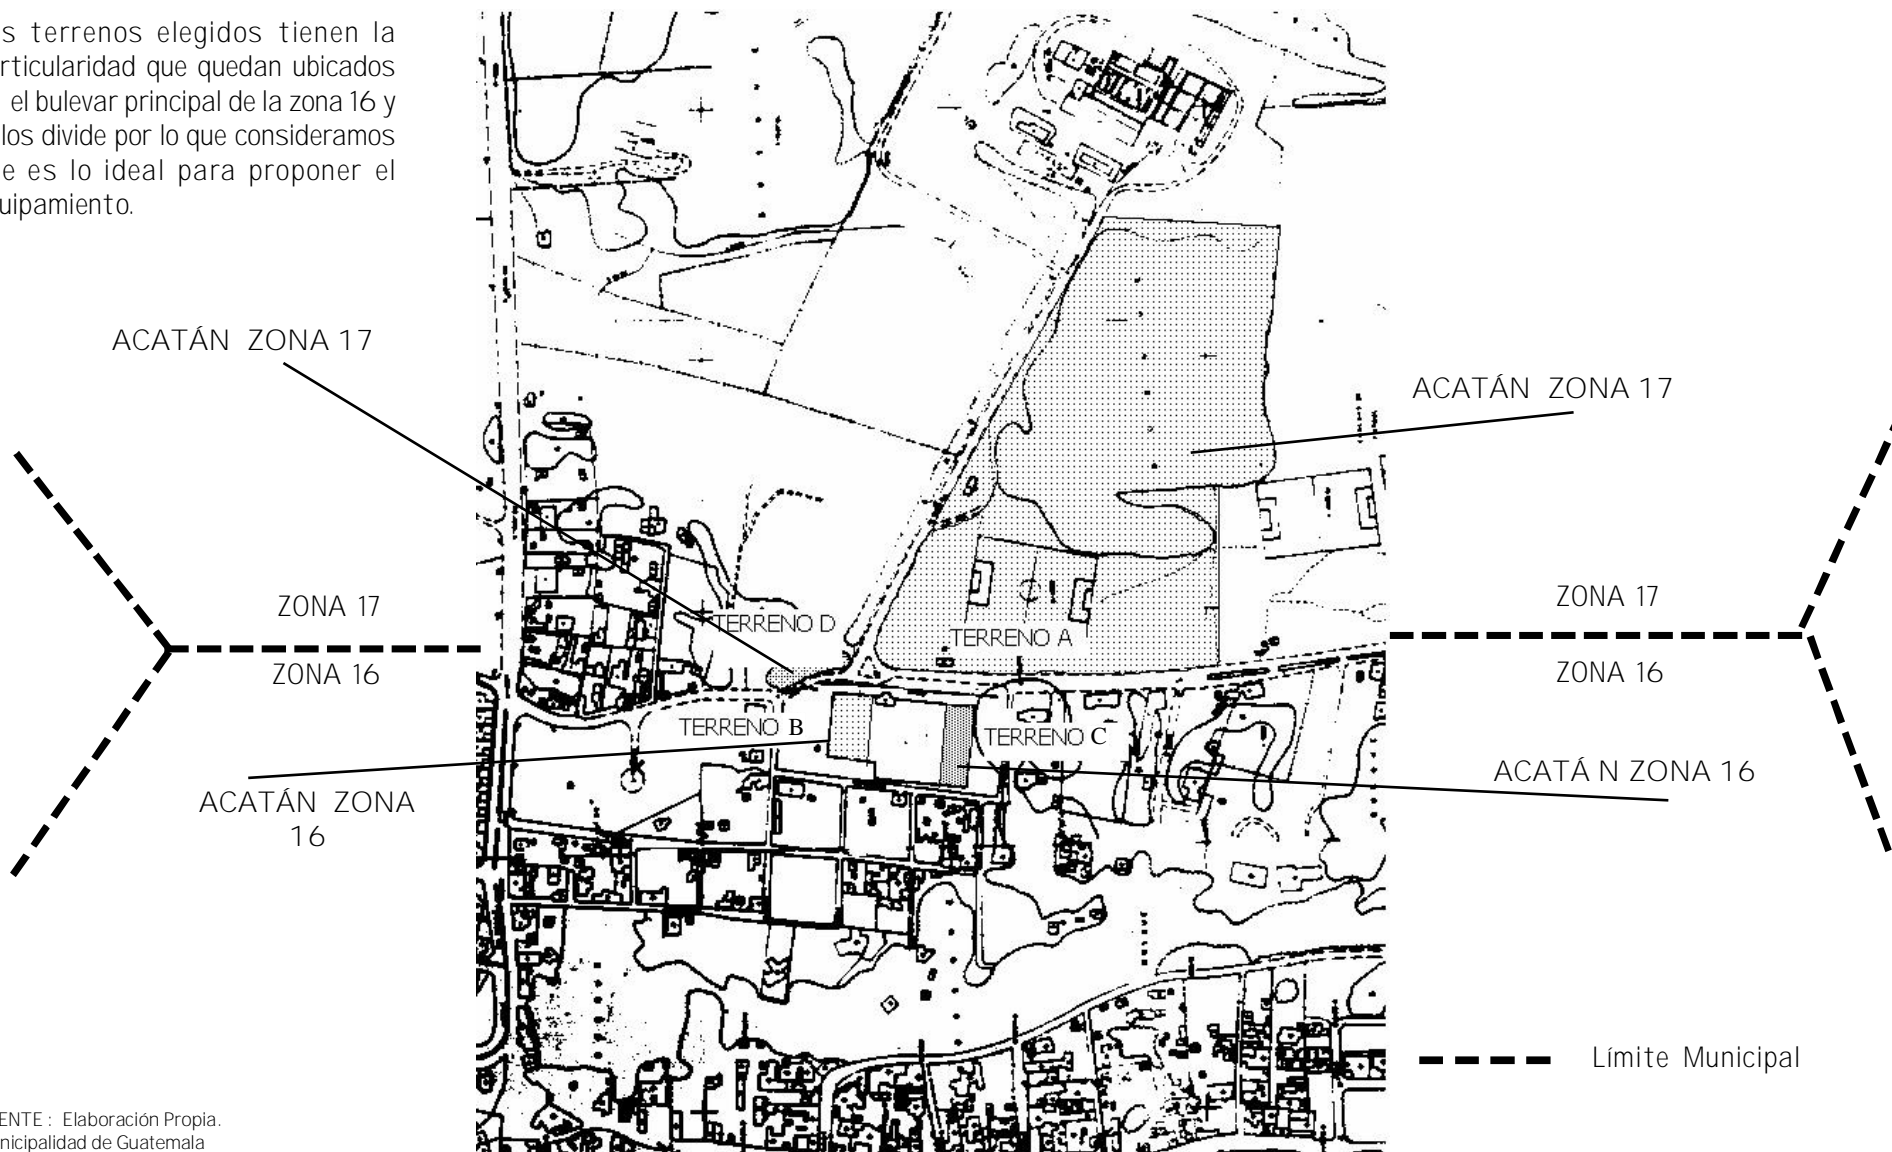 s terrenos elegidos tienen la
rticularidad que quedan ubicados
el bulevar principal de la zona 16 y
los divide por lo que consideramos
e es lo ideal para proponer el
uipamiento.
ACATÁN ZONA 17
ACATÁN ZONA 17
ZONA 17
ZONA 16
ZONA 17
ZONA 16
TERRENO D
TERRENO A
TERRENO B
TERRENO C
ACATÁN ZONA
16
ACATÁ N ZONA 16
Límite Municipal
ENTE : Elaboración Propia.
nicipalidad de Guatemala